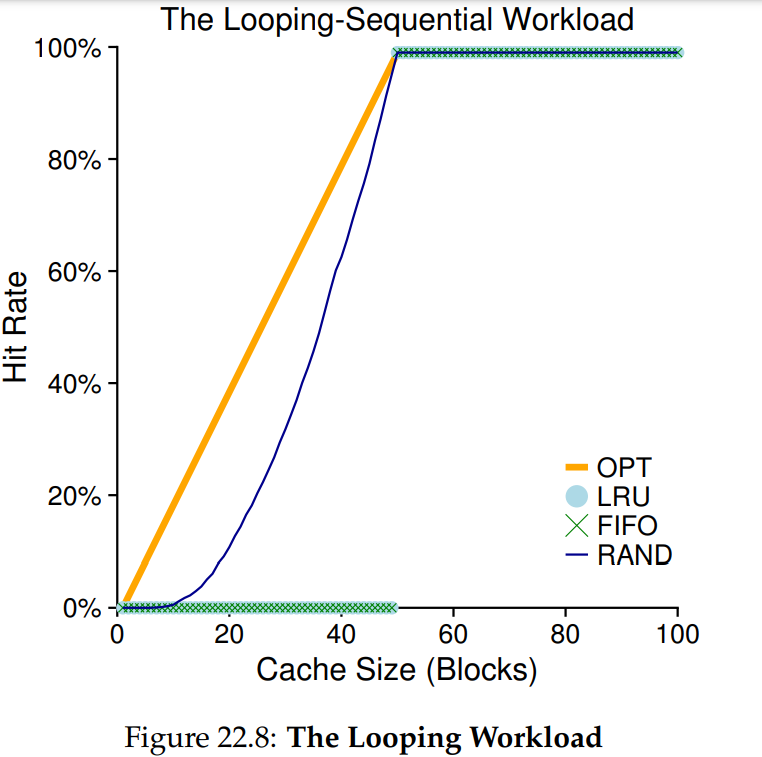 The Looping-Sequential Workload
100%
80%
60%
40%
20%
0%
Hit Rate
OPT
LRU
FIFO
RAND
0 20 40 60 80 100
Cache Size (Blocks)
Figure 22.8: The Looping Workload